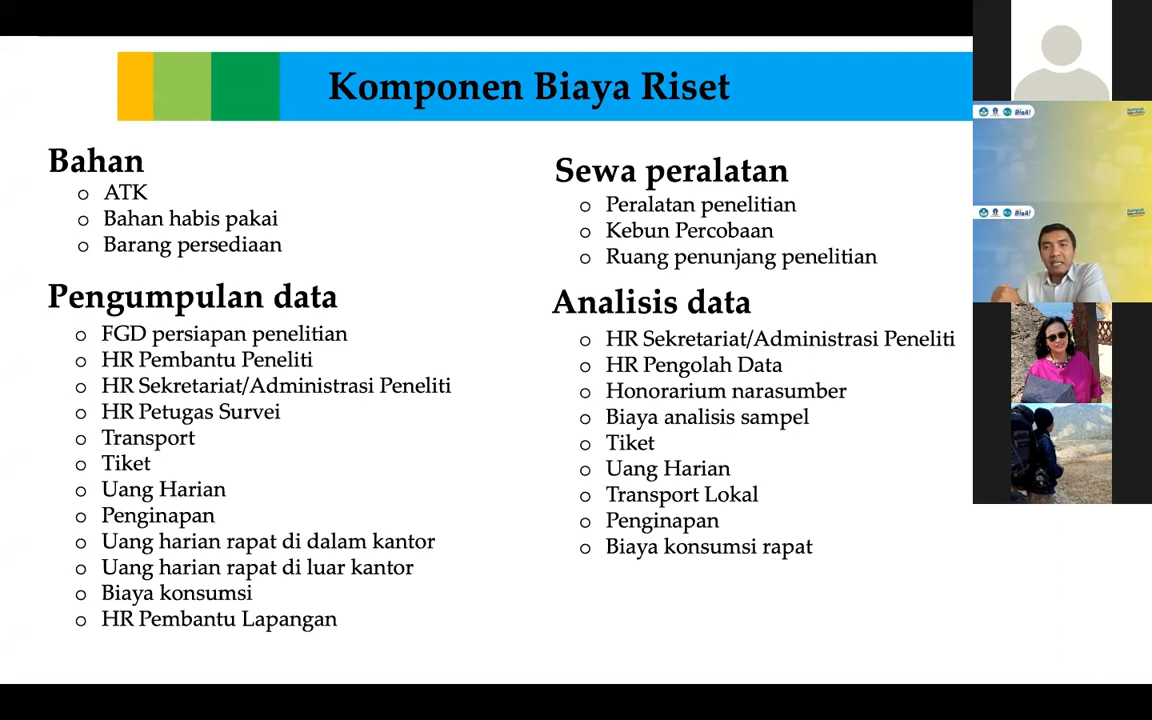 Komponen Biaya Riset
Bahan
o ATK
o Bahan habis pakai
o Barang persediaan
Pengumpulan data
o FGD persiapan penelitian
o HR Pembantu Peneliti
o HR Sekretariat/Administrasi Peneliti
o HR Petugas Survei
o Transport
o Tiket
o Uang Harian
o Penginapan
o Uang harian rapat di dalam kantor
o Uang harian rapat di luar kantor
o Biaya konsumsi
o HR Pembantu Lapangan
Sewa peralatan
o Peralatan penelitian
o Kebun Percobaan
o Ruang penunjang penelitian
Analisis data
o HR Sekretariat/Administrasi Peneliti
o HR Pengolah Data
o Honorarium narasumber
o Biaya analisis sampel
o Tiket
o Uang Harian
o Transport Lokal
o Penginapan
o Biaya konsumsi rapat